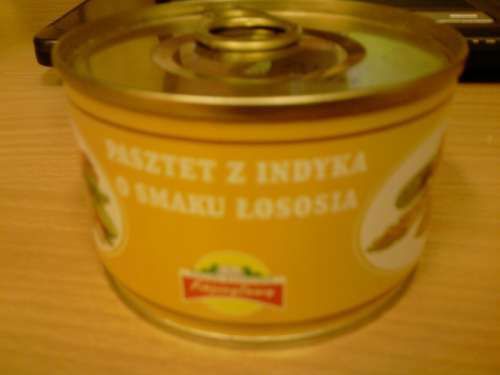 PASZTET Z INDYKA
O SMAKU ŁOSOSIA